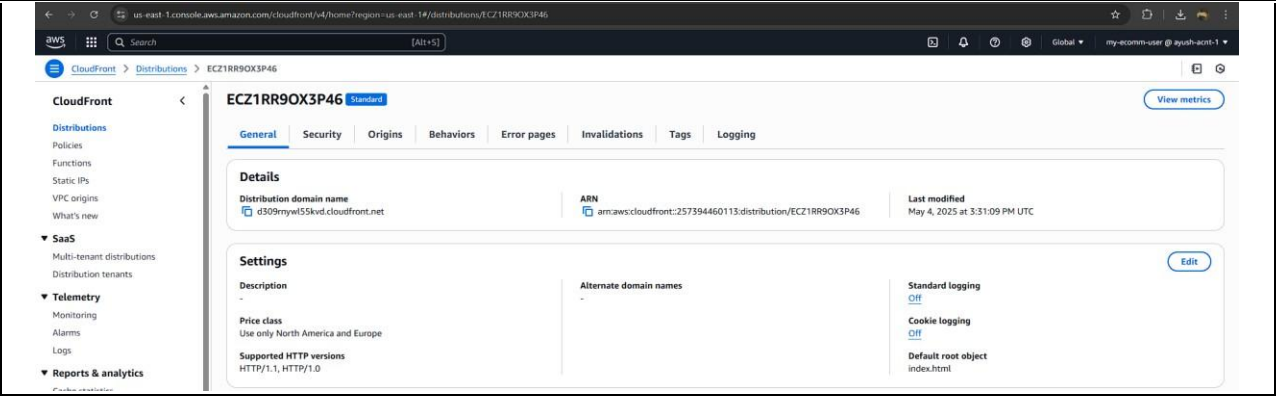 us-east-1.console.aws.amazon.com/cloudfront/v4/home?region=us-east-1#/distributions/ECZ1RR9OX3P46
aws
Search [Alt+S] Global my-ecomm-user @ ayush-acnt-1
CloudFront > Distributions > ECZ1RR9OX3P46
CloudFront
Distributions
Policies
Functions
Static IPs
VPC origins
What's new
SaaS
Multi-tenant distributions
Distribution tenants
Telemetry
Monitoring
Alarms
Logs
Reports & analytics
Cache statistics
ECZ1RR9OX3P46 Standard View metrics
General Security Origins Behaviors Error pages Invalidations Tags Logging
Details
Distribution domain name
d309rnywl55kvd.cloudfront.net
ARN
arn:aws:cloudfront::257394460113:distribution/ECZ1RR9OX3P46
Last modified
May 4, 2025 at 3:31:09 PM UTC
Settings Edit
Description
-
Price class
Use only North America and Europe
Supported HTTP versions
HTTP/1.1, HTTP/1.0
Alternate domain names
-
Standard logging
Off
Cookie logging
Off
Default root object
index.html